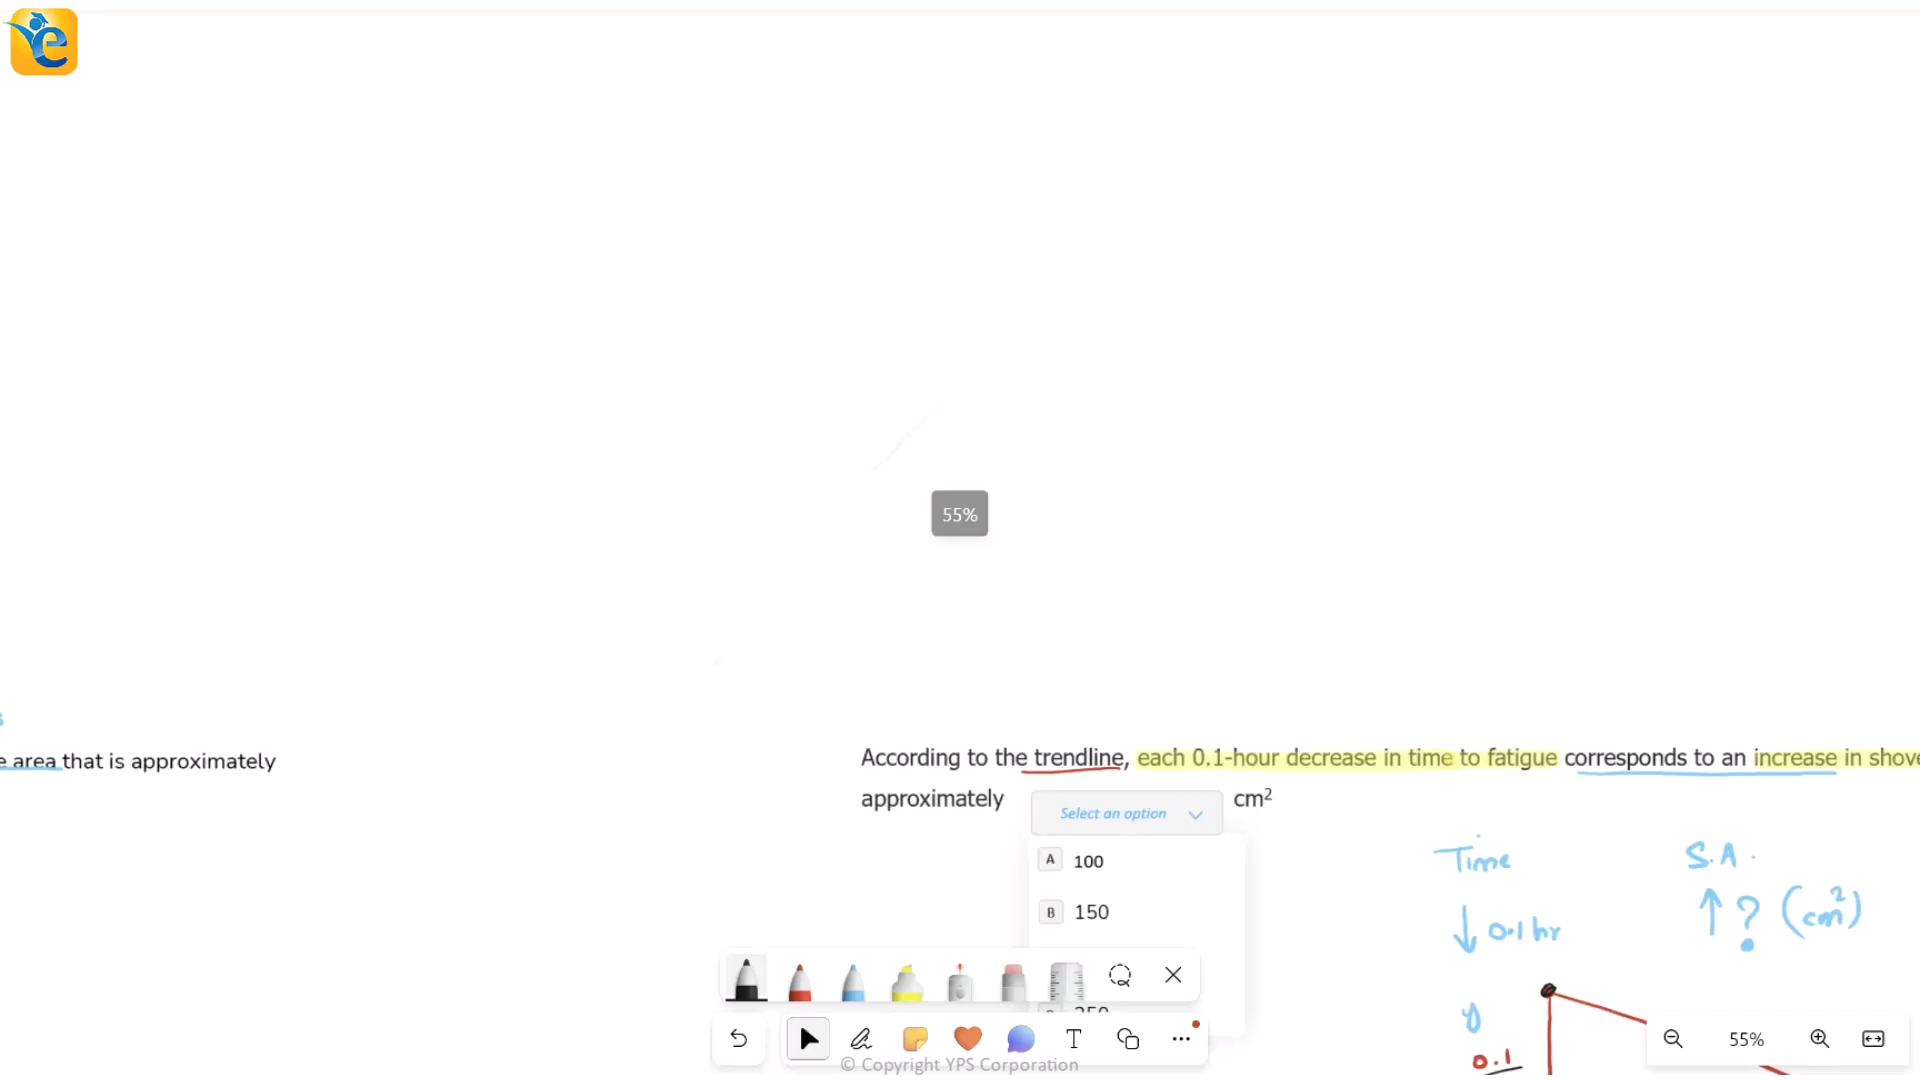 55%
e area that is approximately
According to the trendline, each 0.1-hour decrease in time to fatigue corresponds to an increase in shove
approximately Select an option cm²
Time S.A.
A 100
↓ 0.1 hr ↑ ? (cm²)
B 150
0.1
55%
© Copyright YPS Corporation